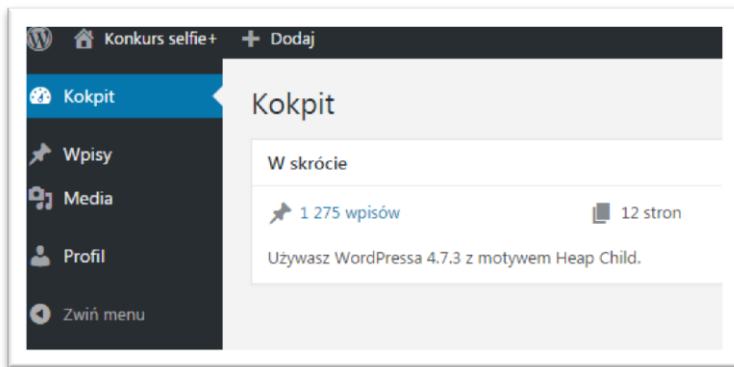 Konkurs selfie+ Dodaj
Kokpit
Wpisy
Media
Profil
Zwiń menu
Kokpit
W skrócie
1 275 wpisów 12 stron
Używasz WordPressa 4.7.3 z motywem Heap Child.